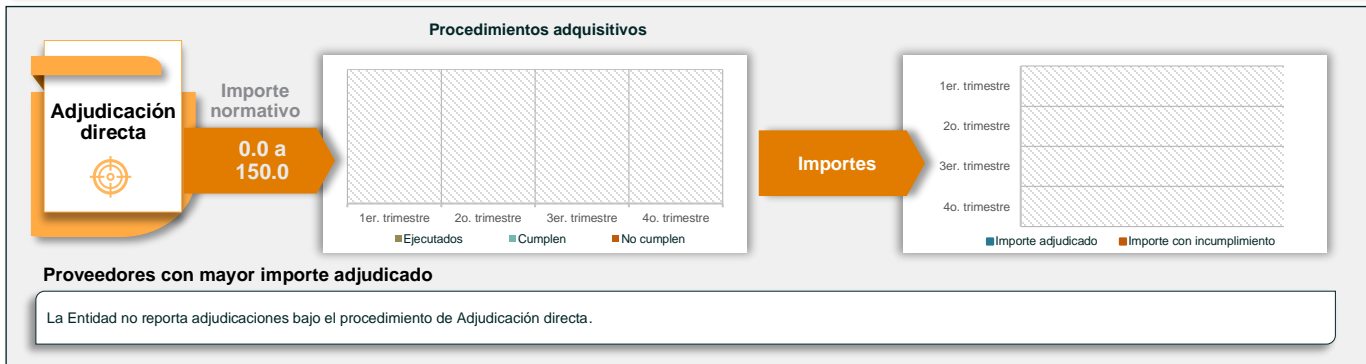 Procedimientos adquisitivos
Adjudicación
directa
Importe
normativo
0.0 a
150.0
1er. trimestre 2o. trimestre 3er. trimestre 4o. trimestre
Ejecutados Cumplen No cumplen
Importes
1er. trimestre
2o. trimestre
3er. trimestre
4o. trimestre
Importe adjudicado Importe con incumplimiento
Proveedores con mayor importe adjudicado
La Entidad no reporta adjudicaciones bajo el procedimiento de Adjudicación directa.